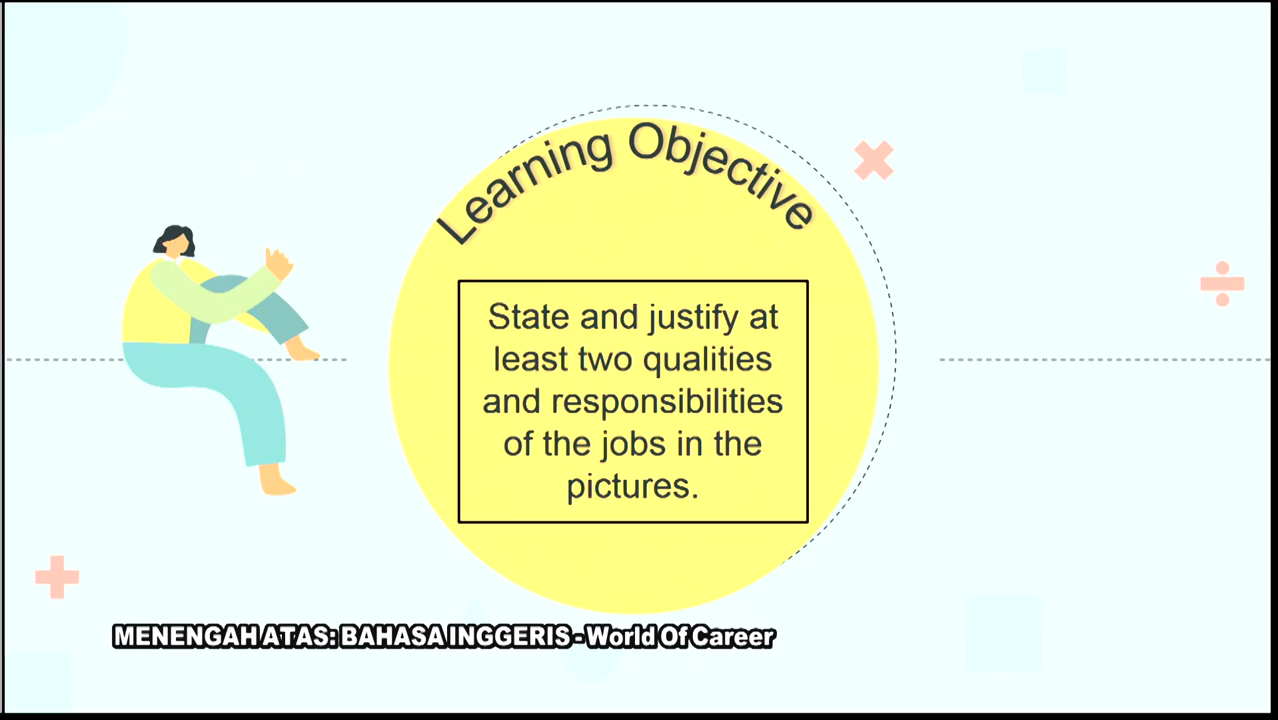 Learning Objective
State and justify at
least two qualities
and responsibilities
of the jobs in the
pictures.
MENENGAH ATAS: BAHASA INGGERIS - World Of Career